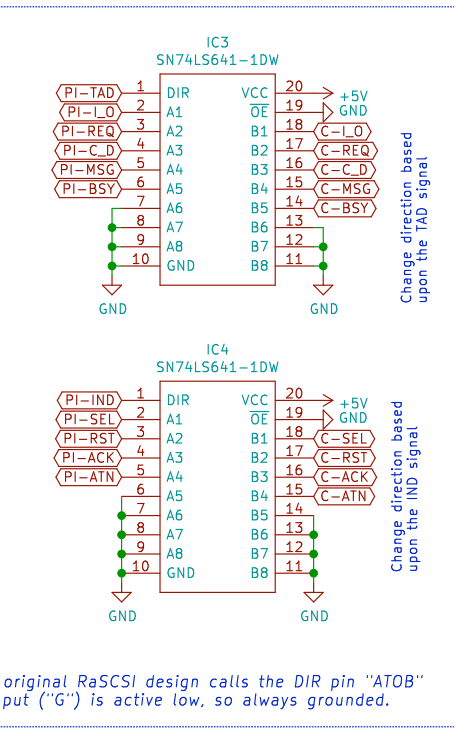 IC3
SN74LS641-1DW
PI-TAD 1 DIR VCC 20 +5V
PI-I_O 2 A1 OE 19 GND
PI-REQ 3 A2 B1 18 C-I_O
PI-C_D 4 A3 B2 17 C-REQ
PI-MSG 5 A4 B3 16 C-C_D
PI-BSY 6 A5 B4 15 C-MSG
7 A6 B5 14 C-BSY
8 A7 B6 13
9 A8 B7 12
10 GND B8 11
GND GND
Change direction based
upon the TAD signal
IC4
SN74LS641-1DW
PI-IND 1 DIR VCC 20 +5V
PI-SEL 2 A1 OE 19 GND
PI-RST 3 A2 B1 18 C-SEL
PI-ACK 4 A3 B2 17 C-RST
PI-ATN 5 A4 B3 16 C-ACK
6 A5 B4 15 C-ATN
7 A6 B5 14
8 A7 B6 13
9 A8 B7 12
10 GND B8 11
GND GND
Change direction based
upon the IND signal
original RaSCSI design calls the DIR pin "ATOB"
put ("G") is active low, so always grounded.